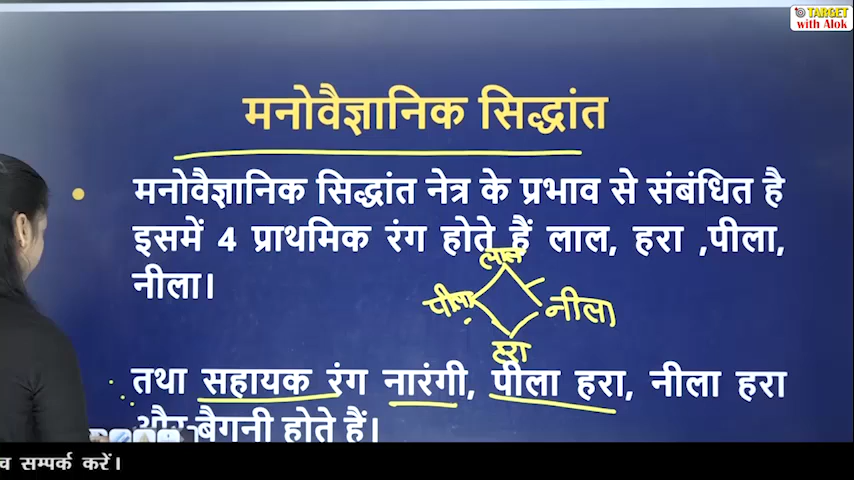 TARGET
with Alok
मनोवैज्ञानिक सिद्धांत
मनोवैज्ञानिक सिद्धांत नेत्र के प्रभाव से संबंधित है
इसमें 4 प्राथमिक रंग होते हैं लाल, हरा ,पीला,
नीला।
लाल
पीला
नीला
हरा
तथा सहायक रंग नारंगी, पीला हरा, नीला हरा
और बैगनी होते हैं।
सम्पर्क करें।